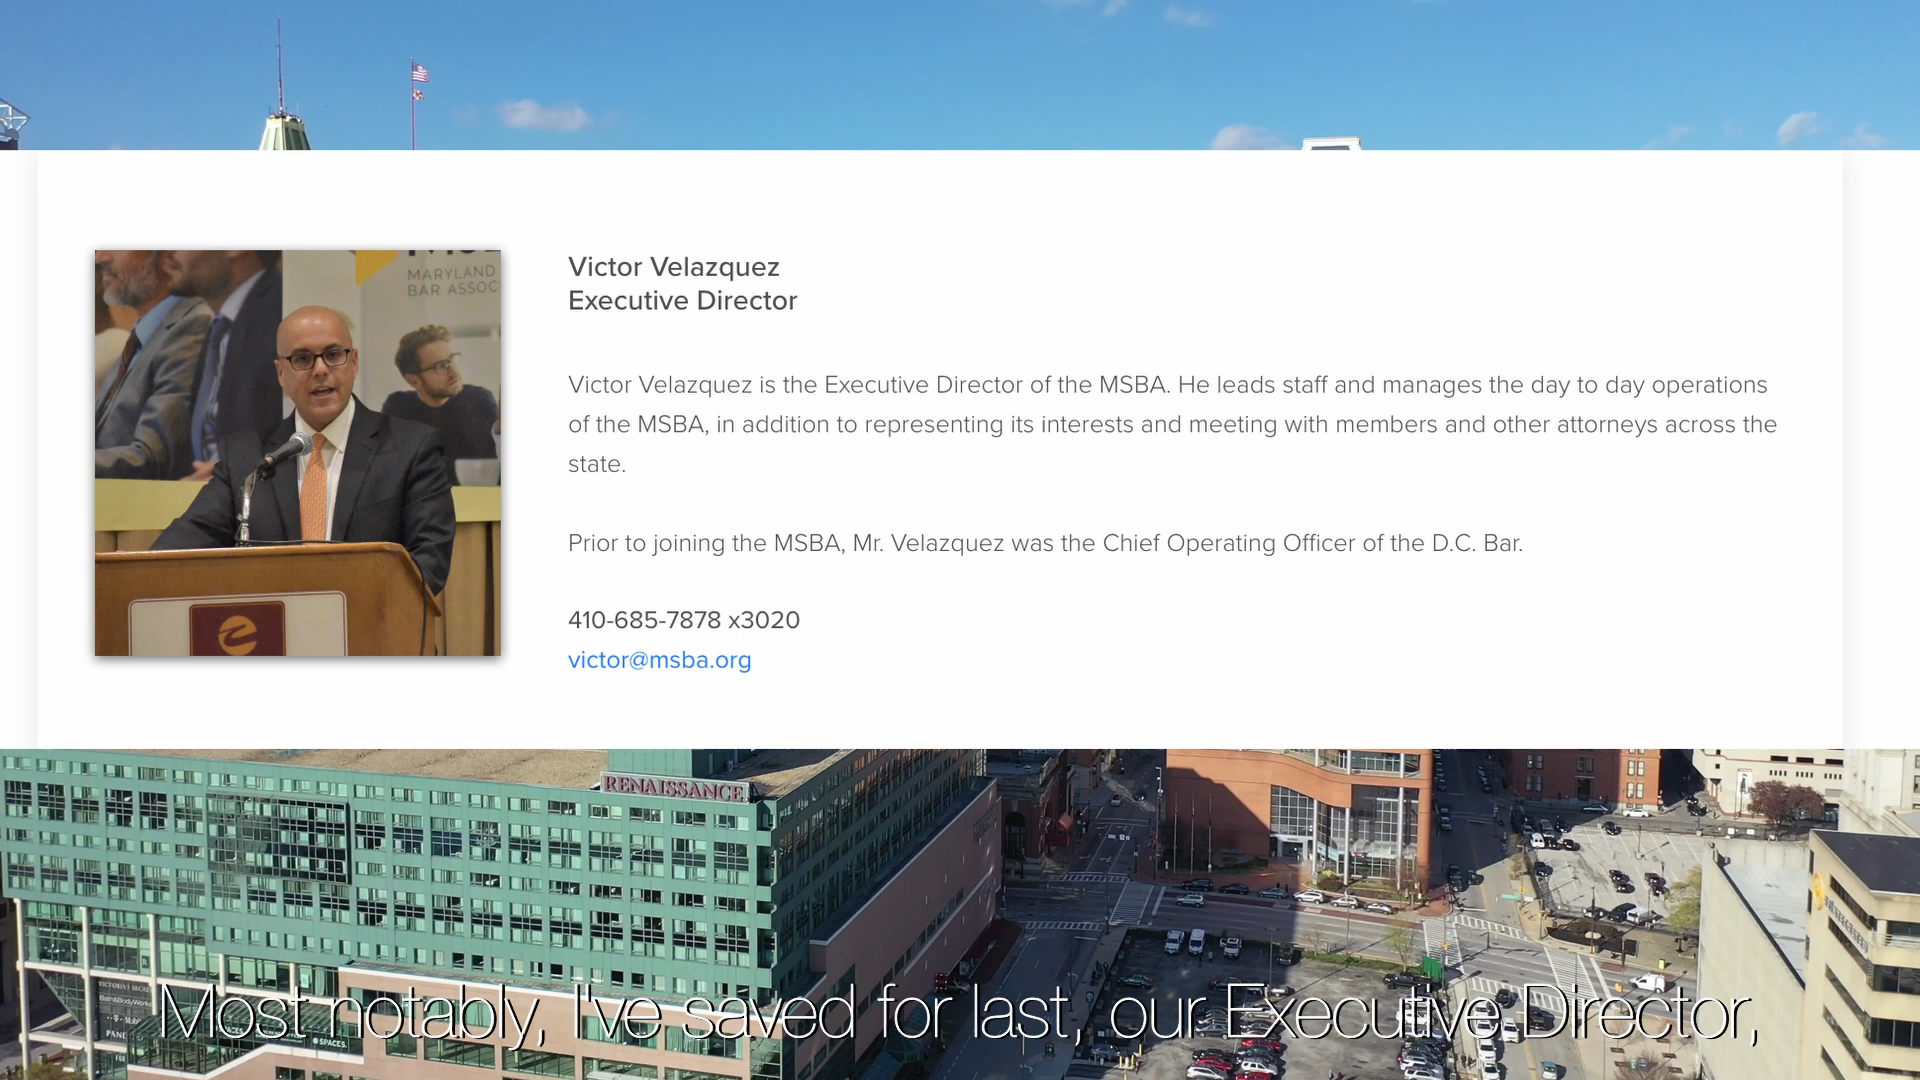 MARYLAND
BAR ASSOC
Victor Velazquez
Executive Director
Victor Velazquez is the Executive Director of the MSBA. He leads staff and manages the day to day operations
of the MSBA, in addition to representing its interests and meeting with members and other attorneys across the
state.
Prior to joining the MSBA, Mr. Velazquez was the Chief Operating Officer of the D.C. Bar.
410-685-7878 x3020
victor@msba.org
RENAISSANCE
Bath&BodyWorks
SPACES.
Most notably, I've saved for last, our Executive Director,